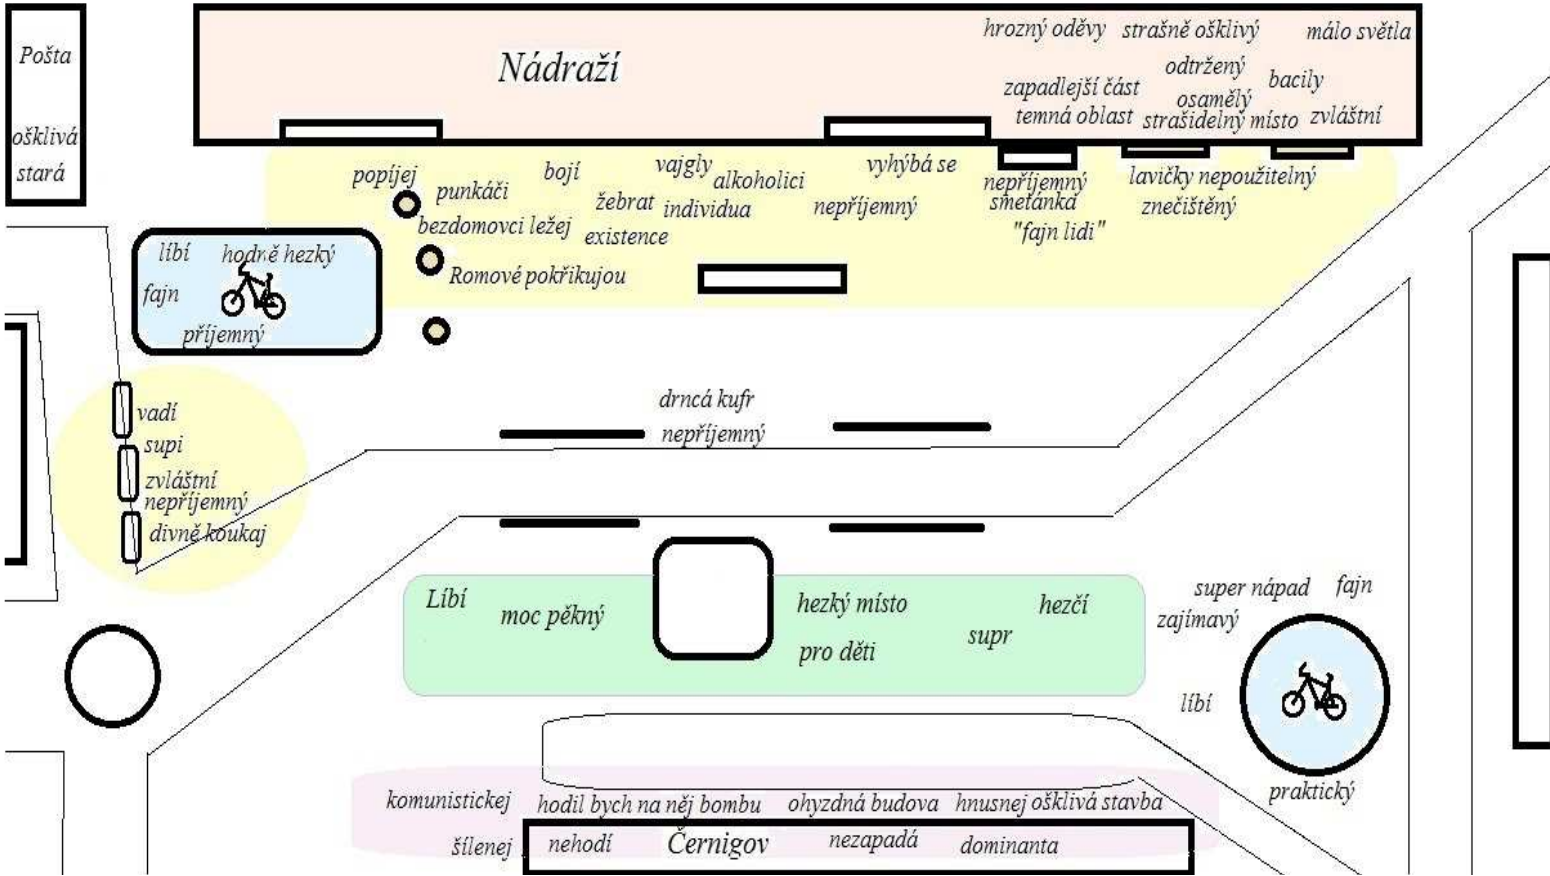 Pošta
ošklivá
stará
Nádraží
hrozný oděvy
strašně ošklivý
málo světla
odtržený
zapadlejší část
osamělý
bacily
temná oblast
strašidelný místo
zvláštní
popíjej
punkáči
bojí
vajgly
alkoholici
vyhýbá se
nepříjemný
smetánka
"fajn lidi"
lavičky nepoužitelný
znečištěný
žebrat
individua
nepříjemný
bezdomovci ležej
existence
Romové pokřikujou
líbí
hodně hezký
fajn
příjemný
vadí
supi
zvláštní
nepříjemný
divně koukaj
drncá kufr
nepříjemný
Líbí
moc pěkný
hezký místo
pro děti
supr
hezčí
super nápad
fajn
zajímavý
líbí
praktický
komunistickej
hodil bych na něj bombu
ohyzdná budova
hnusnej ošklivá stavba
šílenej
nehodí
Černigov
nezapadá
dominanta